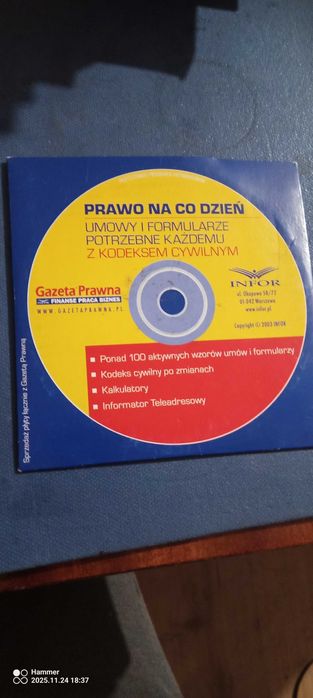 PRAWO NA CO DZIEŃ
UMOWY I FORMULARZE
POTRZEBNE KAŻDEMU
Z KODEKSEM CYWILNYM
Gazeta Prawna
FINANSE PRACA BIZNES
WWW.GAZETAPRAWNA.PL
INFOR
ul. Okopowa 58/72
01-042 Warszawa
www.infor.pl
Copyright (C) 2003 INFOR
Ponad 100 aktywnych wzorów umów i formularzy
Kodeks cywilny po zmianach
Kalkulatory
Informator Teleadresowy
Sprzedaż płyty łącznie z Gazetą Prawną
Hammer
2025.11.24 18:37